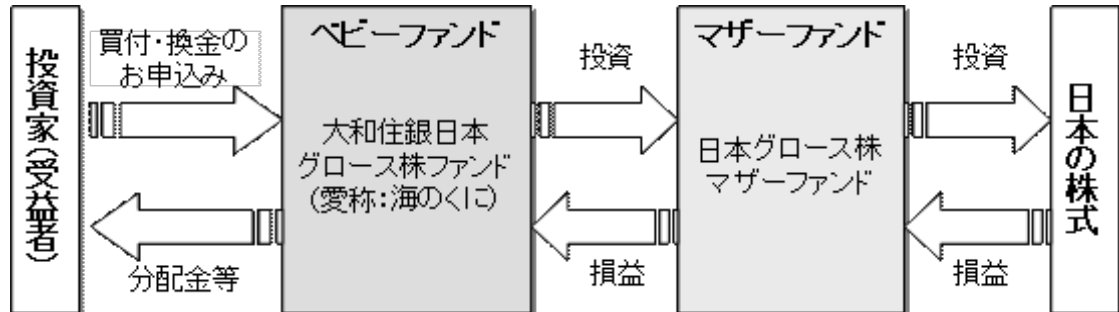 投資家(受益者)
買付・換金の
お申込み
分配金等
ベビーファンド
大和住銀日本
グロース株ファンド
(愛称:海のくに)
投資
損益
マザーファンド
日本グロース株
マザーファンド
投資
損益
日本の株式